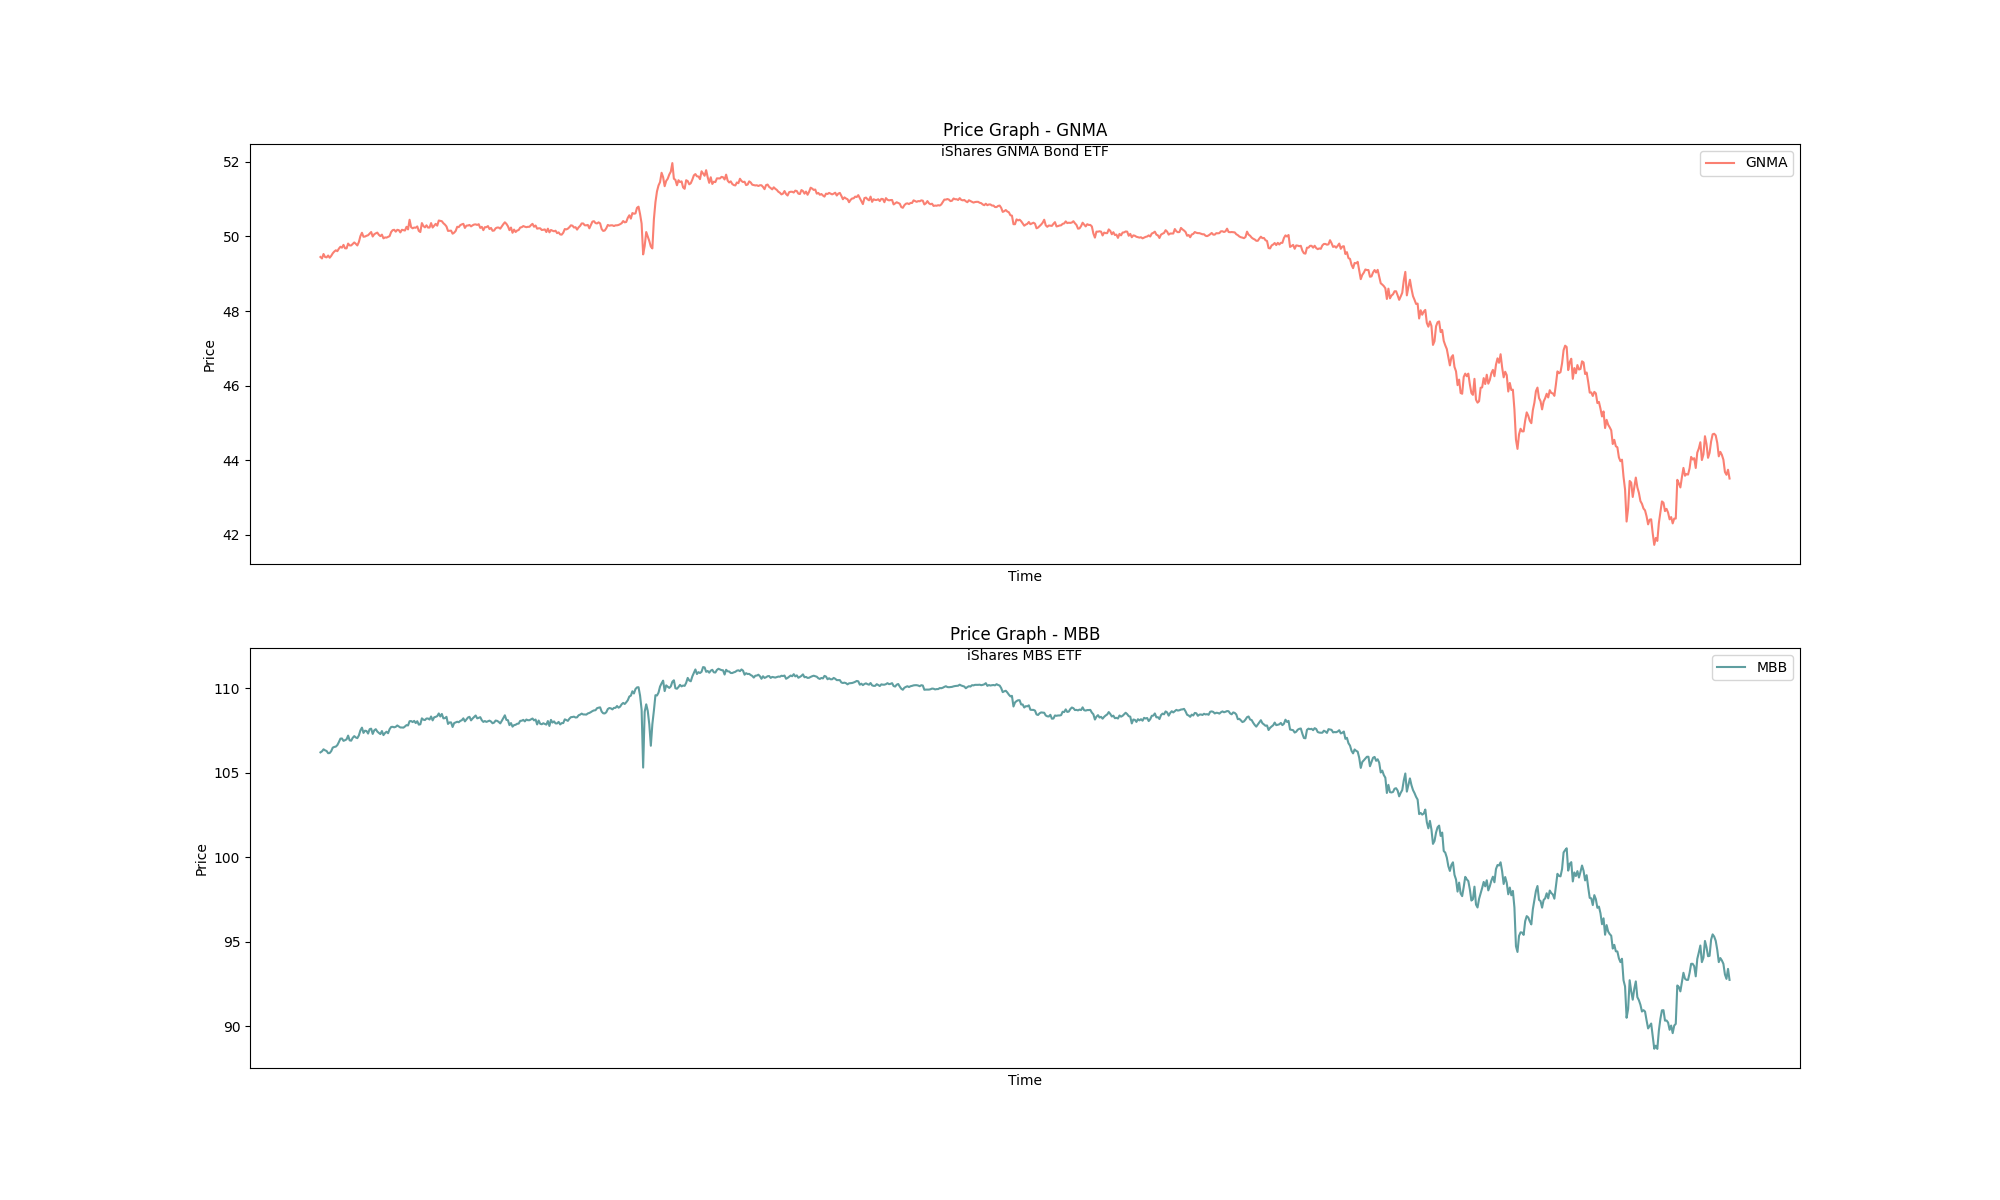 Price Graph - GNMA
iShares GNMA Bond ETF
GNMA
52
50
48
46
44
42
Price
Time
Price Graph - MBB
iShares MBS ETF
MBB
110
105
100
95
90
Price
Time